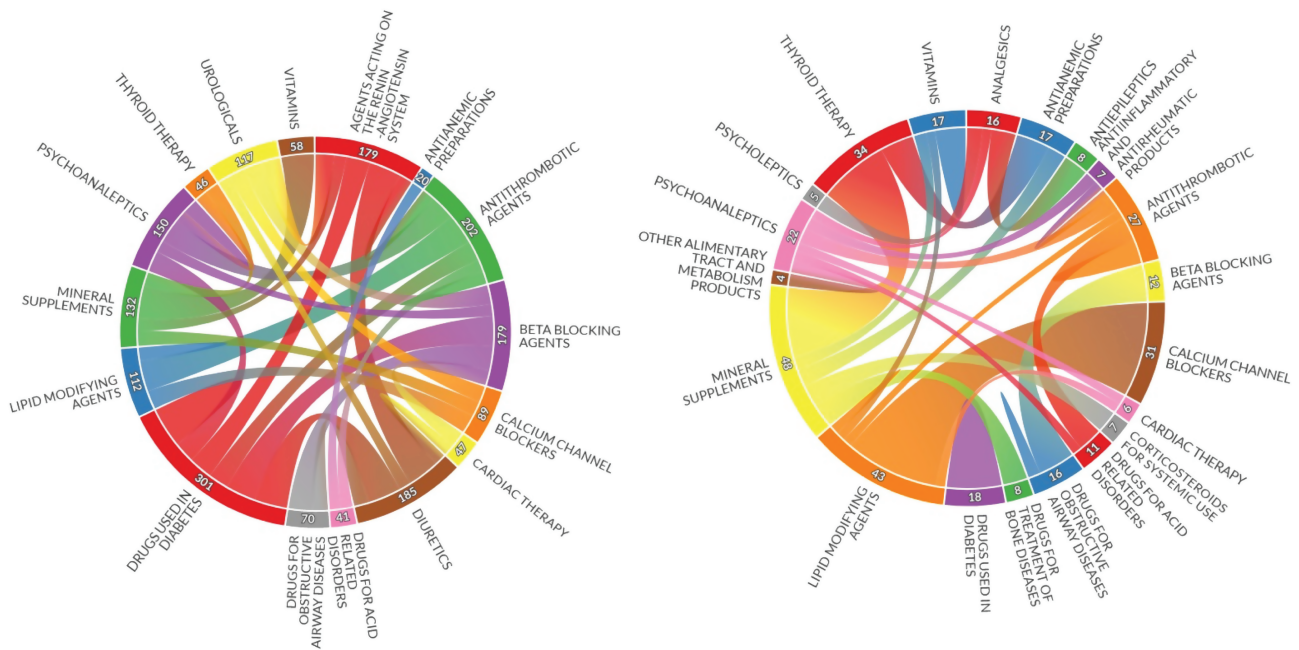 AGENTS ACTING ON
THE RENIN
-ANGIOTENSIN
SYSTEM
179
ANTIANEMIC
PREPARATIONS
20
ANTITHROMBOTIC
AGENTS
202
BETA BLOCKING
AGENTS
179
CALCIUM CHANNEL
BLOCKERS
89
CARDIAC THERAPY
47
DIURETICS
185
DRUGS FOR ACID
RELATED
DISORDERS
41
DRUGS FOR
OBSTRUCTIVE
AIRWAY DISEASES
70
DRUGS USED IN
DIABETES
301
LIPID MODIFYING
AGENTS
112
MINERAL
SUPPLEMENTS
132
PSYCHOANALEPTICS
150
THYROID THERAPY
46
UROLOGICALS
117
VITAMINS
58
ANALGESICS
16
ANTIANEMIC
PREPARATIONS
17
ANTIEPILEPTICS
8
ANTIINFLAMMATORY
AND
ANTIRHEUMATIC
PRODUCTS
7
ANTITHROMBOTIC
AGENTS
27
BETA BLOCKING
AGENTS
12
CALCIUM CHANNEL
BLOCKERS
31
CARDIAC THERAPY
6
CORTICOSTEROIDS
FOR SYSTEMIC USE
7
DRUGS FOR ACID
RELATED
DISORDERS
11
DRUGS FOR
OBSTRUCTIVE
AIRWAY DISEASES
16
DRUGS FOR
TREATMENT OF
BONE DISEASES
8
DRUGS USED IN
DIABETES
18
LIPID MODIFYING
AGENTS
43
MINERAL
SUPPLEMENTS
48
OTHER ALIMENTARY
TRACT AND
METABOLISM
PRODUCTS
4
PSYCHOANALEPTICS
22
PSYCHOLEPTICS
5
THYROID THERAPY
34
VITAMINS
17